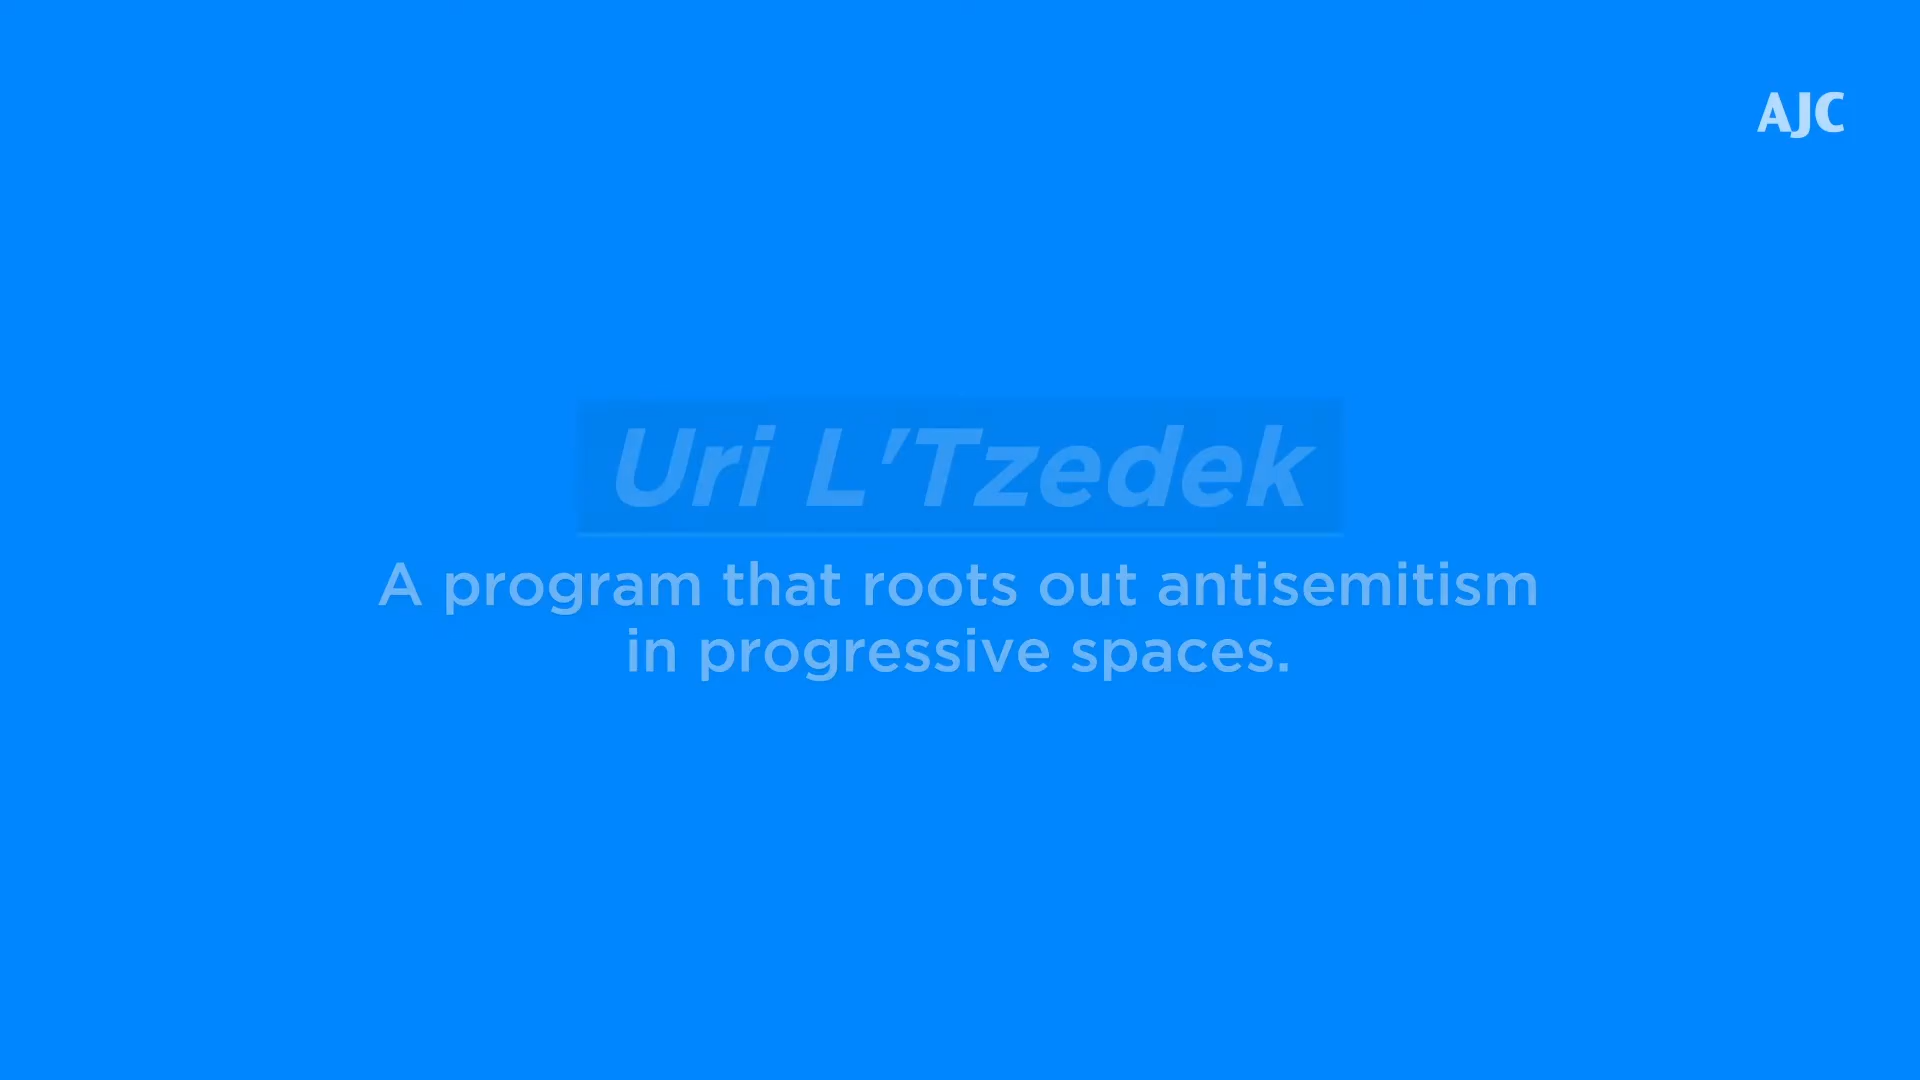 AJC
Uri L'Tzedek
A program that roots out antisemitism
in progressive spaces.